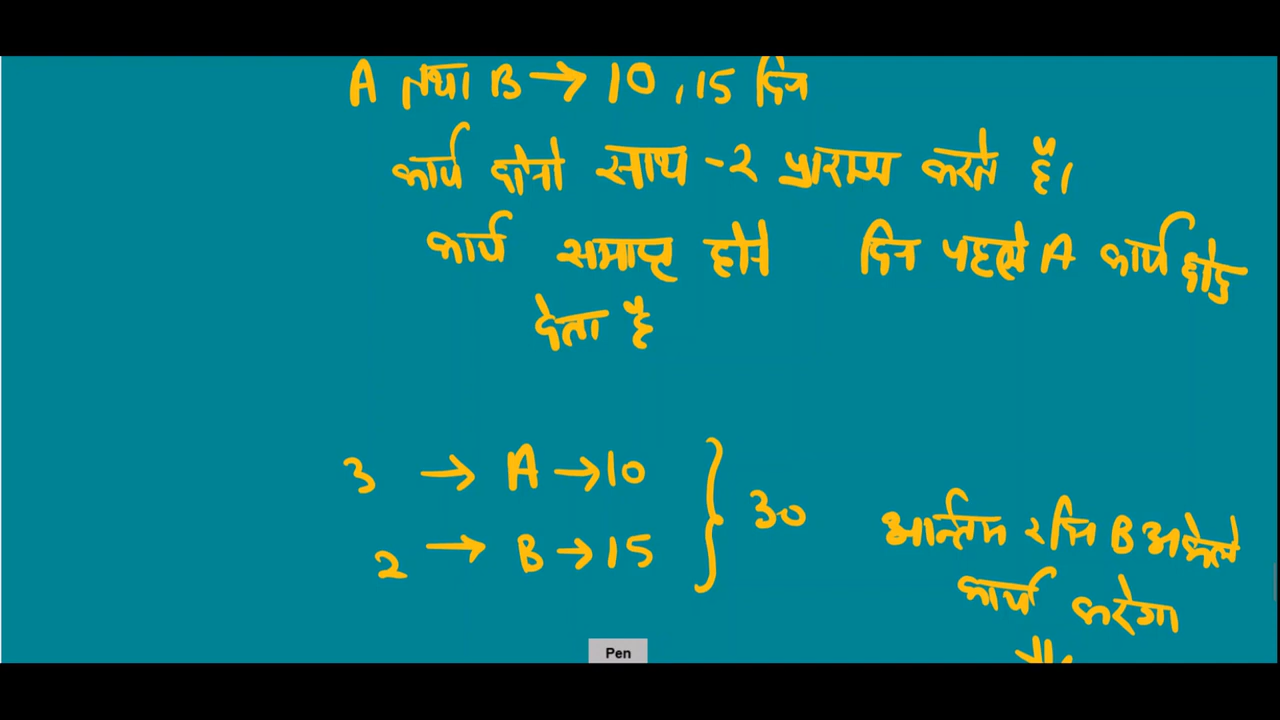 A तथा B → 10, 15 दिन
कार्य दोनो साथ -2 प्रारम्भ करते है।
कार्य समाप्त होने दिन पहले A कार्य छोड़
देता है
3 → A → 10
2 → B → 15
30
अन्तिम 2 दिन B अकेले
कार्य करेगा
Pen